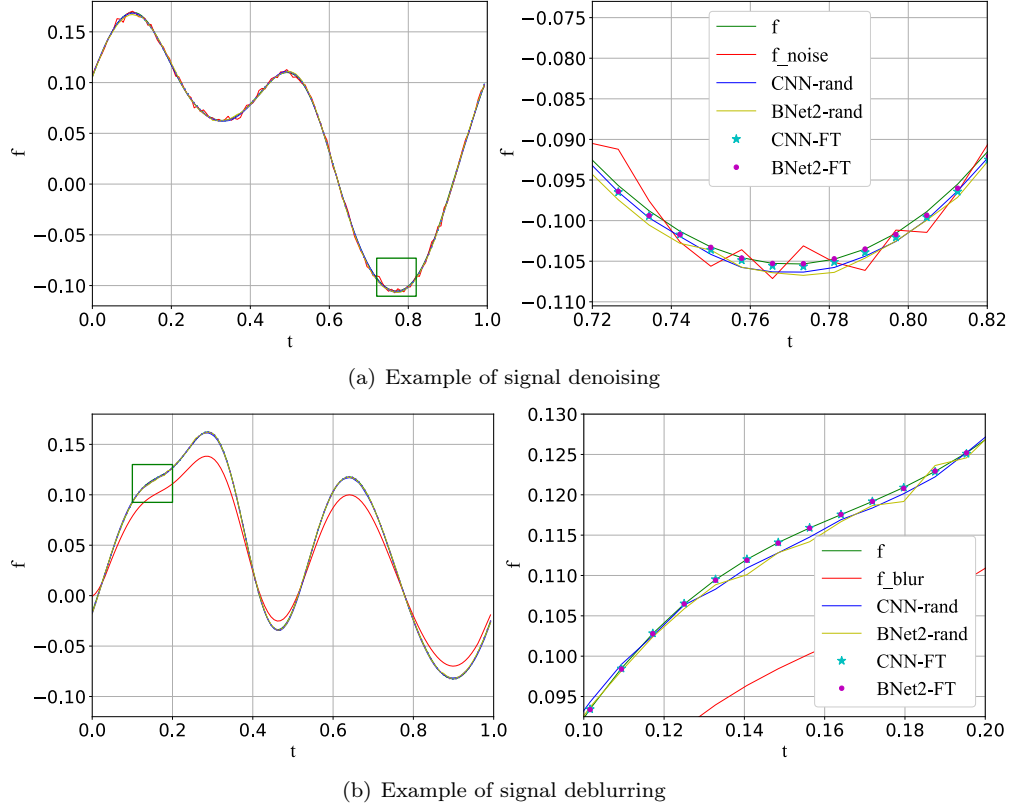 0.15
0.10
0.05
0.00
−0.05
−0.10
f
0.0 0.2 0.4 0.6 0.8 1.0
t
−0.075
−0.080
−0.085
−0.090
−0.095
−0.100
−0.105
−0.110
f
f
f_noise
CNN-rand
BNet2-rand
CNN-FT
BNet2-FT
0.72 0.74 0.76 0.78 0.80 0.82
t
(a) Example of signal denoising
0.15
0.10
0.05
0.00
−0.05
−0.10
f
0.0 0.2 0.4 0.6 0.8 1.0
t
0.130
0.125
0.120
0.115
0.110
0.105
0.100
0.095
f
f
f_blur
CNN-rand
BNet2-rand
CNN-FT
BNet2-FT
0.10 0.12 0.14 0.16 0.18 0.20
t
(b) Example of signal deblurring